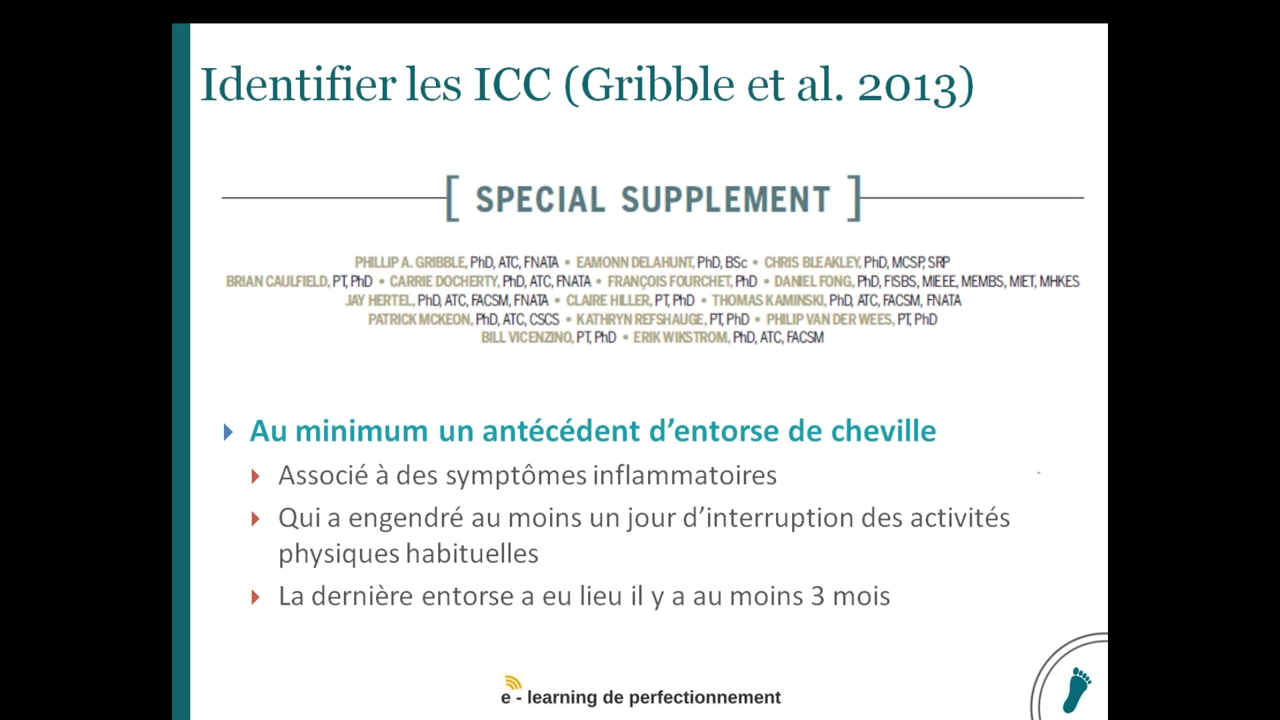 Identifier les ICC (Gribble et al. 2013)
[ SPECIAL SUPPLEMENT ]
PHILLIP A. GRIBBLE, PhD, ATC, FNATA • EAMONN DELAHUNT, PhD, BSc • CHRIS BLEAKLEY, PhD, MCSP, SRP
BRIAN CAULFIELD, PT, PhD • CARRIE DOCHERTY, PhD, ATC, FNATA • FRANÇOIS FOURCHET, PhD • DANIEL FONG, PhD, FISBS, MIEEE, MEMBS, MIET, MHKES
JAY HERTEL, PhD, ATC, FACSM, FNATA • CLAIRE HILLER, PT, PhD • THOMAS KAMINSKI, PhD, ATC, FACSM, FNATA
PATRICK MCKEON, PhD, ATC, CSCS • KATHRYN REFSHAUGE, PT, PhD • PHILIP VAN DER WEES, PT, PhD
BILL VICENZINO, PT, PhD • ERIK WIKSTROM, PhD, ATC, FACSM
Au minimum un antécédent d'entorse de cheville
Associé à des symptômes inflammatoires
Qui a engendré au moins un jour d'interruption des activités
physiques habituelles
La dernière entorse a eu lieu il y a au moins 3 mois
e - learning de perfectionnement